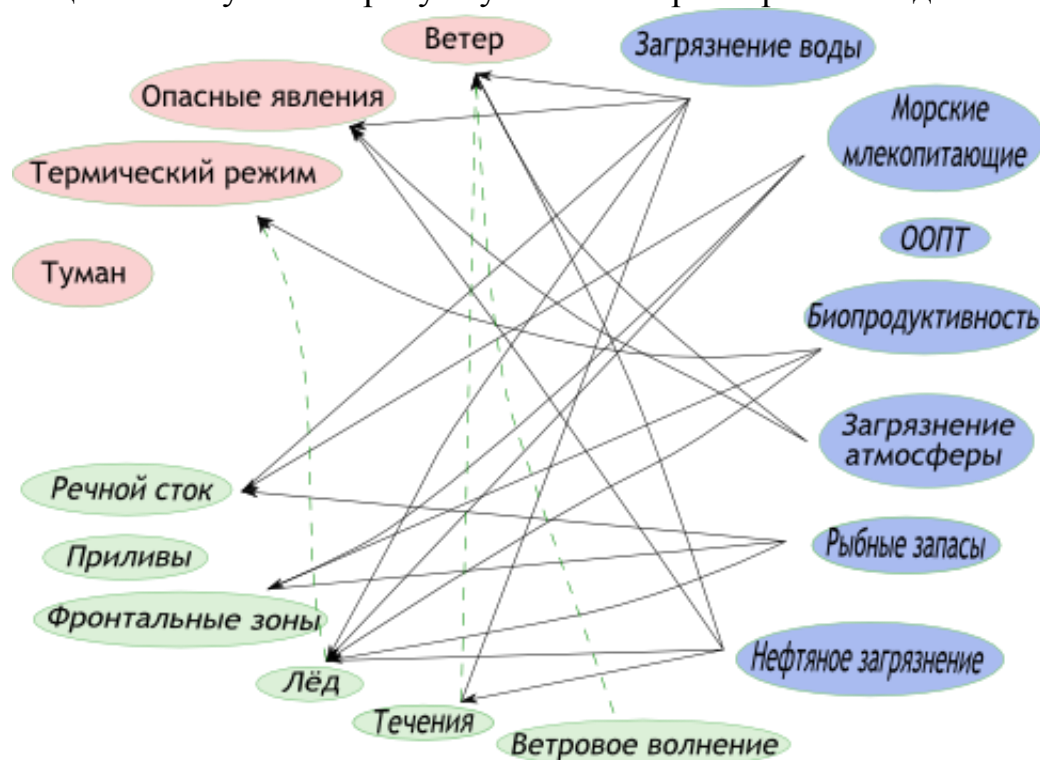 Ветер
Загрязнение воды
Опасные явления
Морские
млекопитающие
Термический режим
ООПТ
Туман
Биопродуктивность
Загрязнение
атмосферы
Речной сток
Рыбные запасы
Приливы
Фронтальные зоны
Нефтяное загрязнение
Лёд
Течения
Ветровое волнение